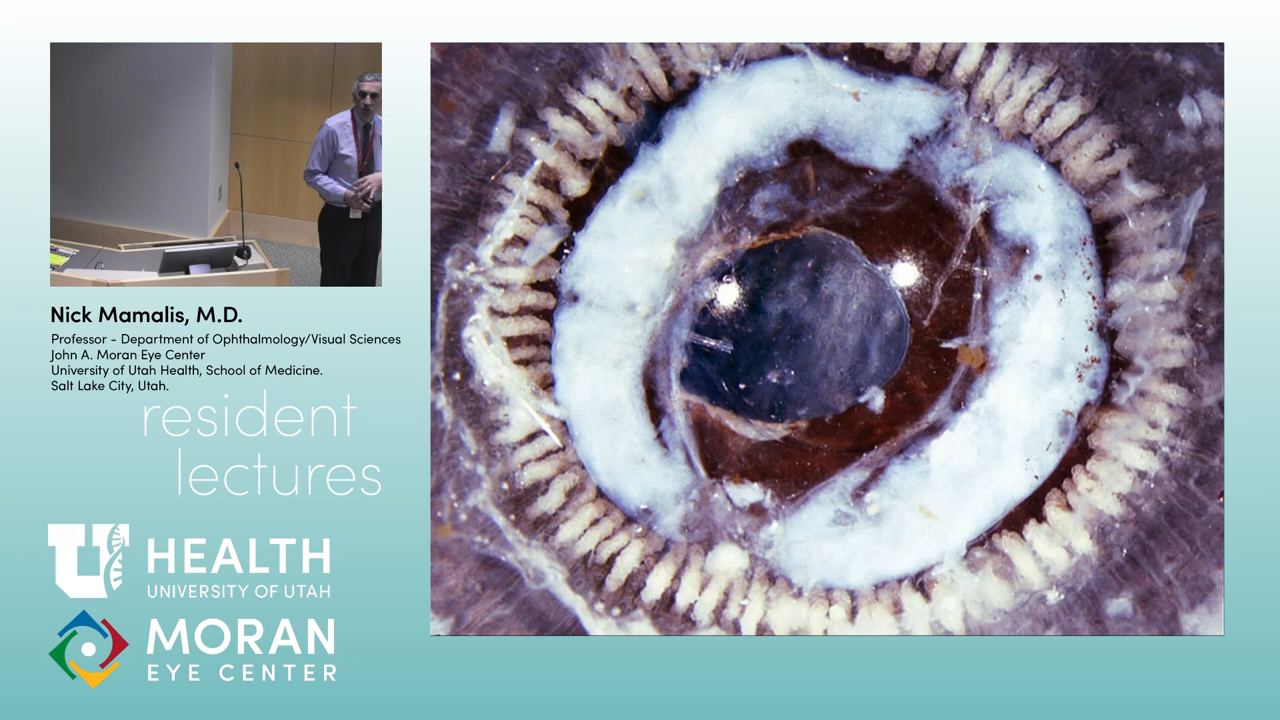 Nick Mamalis, M.D.
Professor - Department of Ophthalmology/Visual Sciences
John A. Moran Eye Center
University of Utah Health, School of Medicine.
Salt Lake City, Utah.
resident
lectures
U HEALTH
UNIVERSITY OF UTAH
MORAN
EYE CENTER